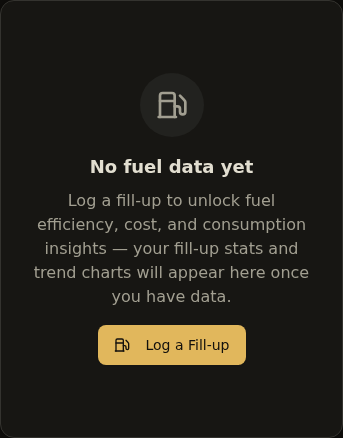 No fuel data yet
Log a fill-up to unlock fuel
efficiency, cost, and consumption
insights — your fill-up stats and
trend charts will appear here once
you have data.
Log a Fill-up